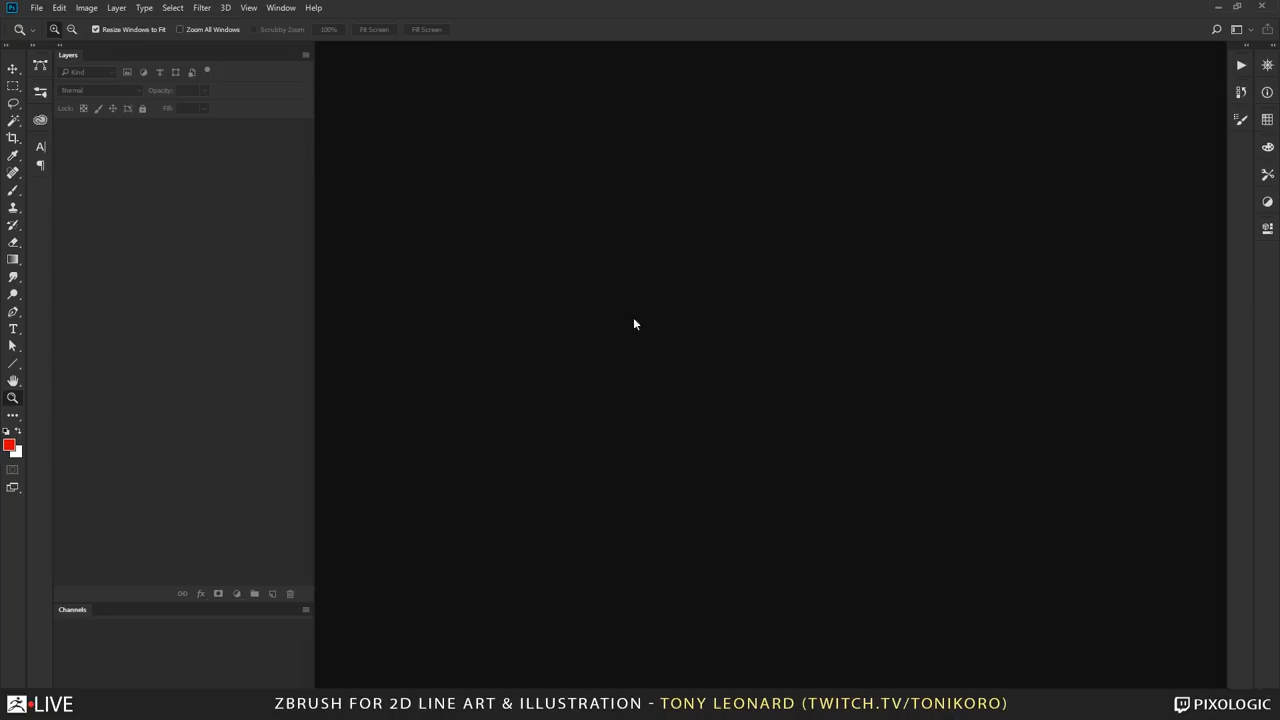 Ps File Edit Image Layer Type Select Filter 3D View Window Help
Resize Windows to Fit Zoom All Windows Scrubby Zoom 100% Fit Screen Fill Screen
Layers
Kind
Normal Opacity:
Lock: Fill:
A
T
Channels
LIVE ZBRUSH FOR 2D LINE ART & ILLUSTRATION - TONY LEONARD (TWITCH.TV/TONIKORO) PIXOLOGIC